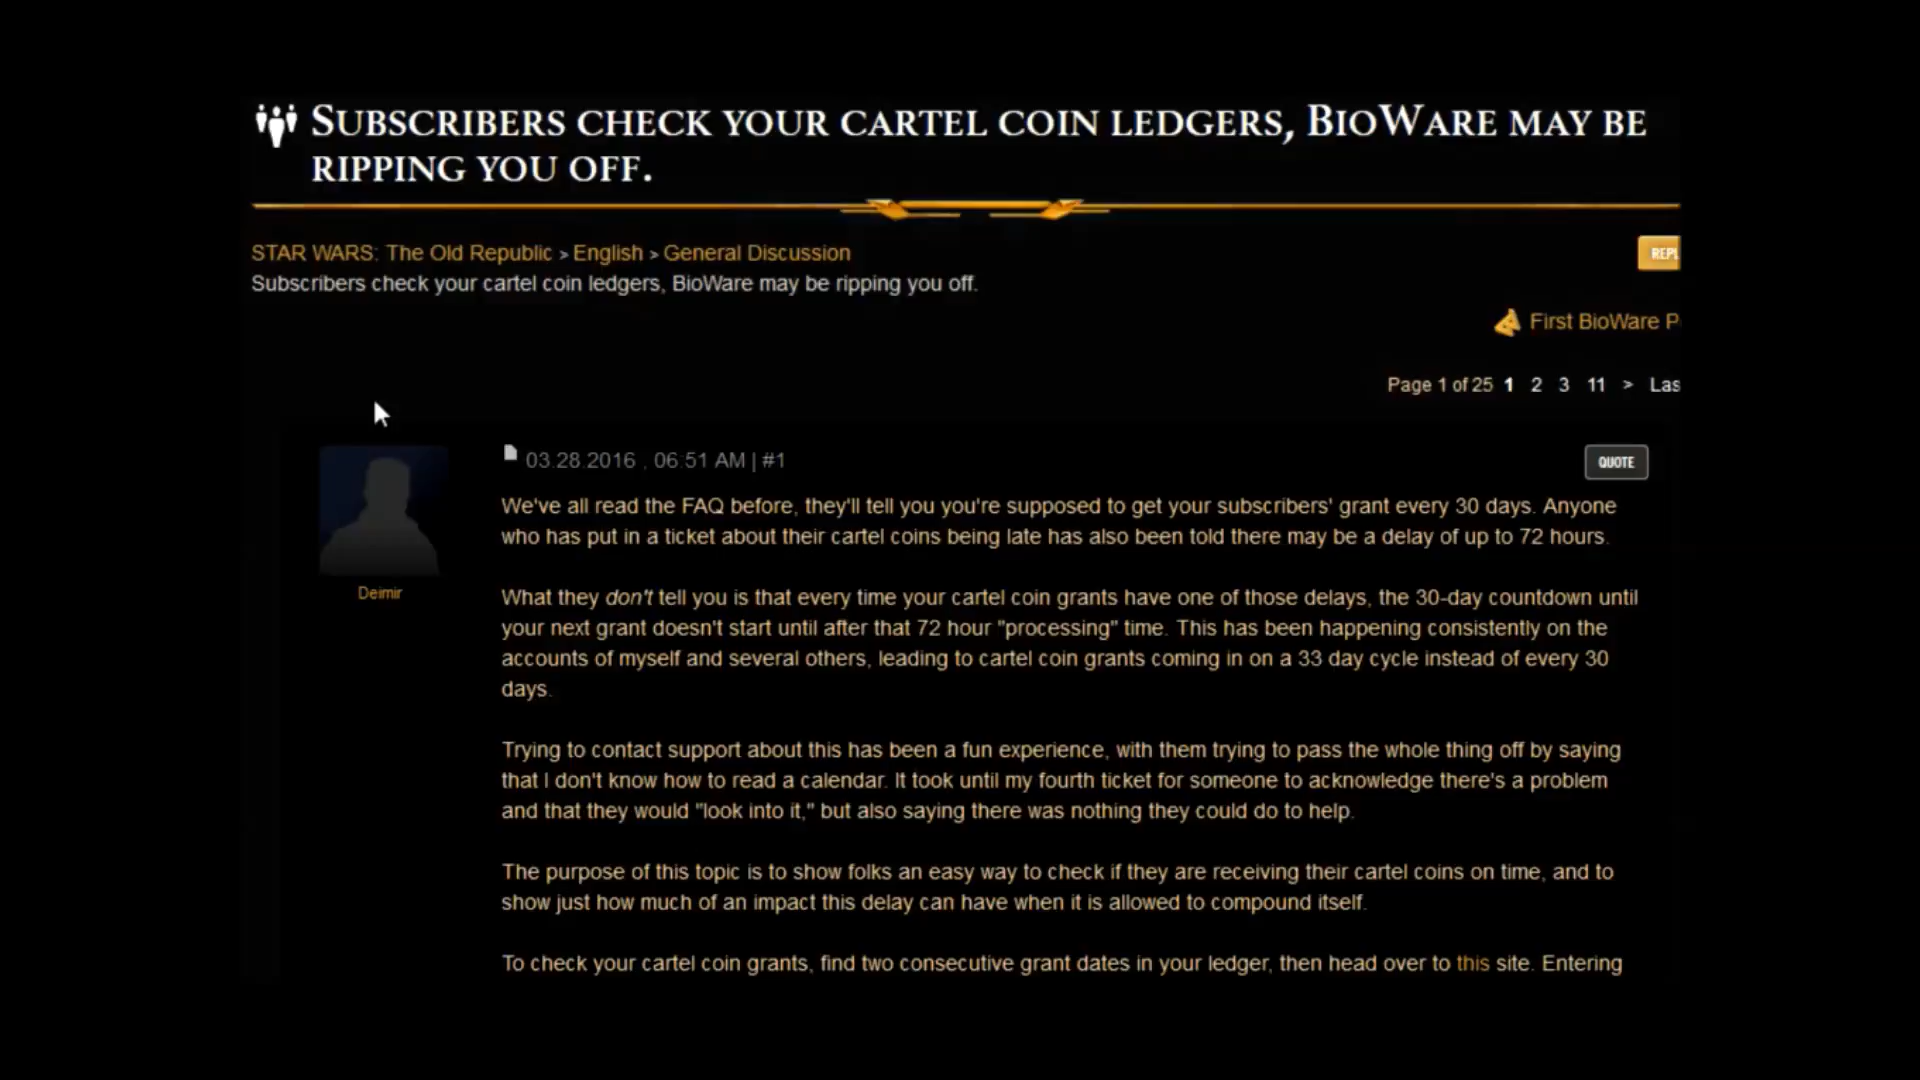 SUBSCRIBERS CHECK YOUR CARTEL COIN LEDGERS, BIOWARE MAY BE
RIPPING YOU OFF.
STAR WARS: The Old Republic > English > General Discussion
REPL
Subscribers check your cartel coin ledgers, BioWare may be ripping you off.
First BioWare P
Page 1 of 25 1 2 3 11 > Las
03.28.2016 , 06:51 AM | #1
QUOTE
Deimir
We've all read the FAQ before, they'll tell you you're supposed to get your subscribers' grant every 30 days. Anyone
who has put in a ticket about their cartel coins being late has also been told there may be a delay of up to 72 hours.
What they don't tell you is that every time your cartel coin grants have one of those delays, the 30-day countdown until
your next grant doesn't start until after that 72 hour "processing" time. This has been happening consistently on the
accounts of myself and several others, leading to cartel coin grants coming in on a 33 day cycle instead of every 30
days.
Trying to contact support about this has been a fun experience, with them trying to pass the whole thing off by saying
that I don't know how to read a calendar. It took until my fourth ticket for someone to acknowledge there's a problem
and that they would "look into it," but also saying there was nothing they could do to help.
The purpose of this topic is to show folks an easy way to check if they are receiving their cartel coins on time, and to
show just how much of an impact this delay can have when it is allowed to compound itself.
To check your cartel coin grants, find two consecutive grant dates in your ledger, then head over to this site. Entering